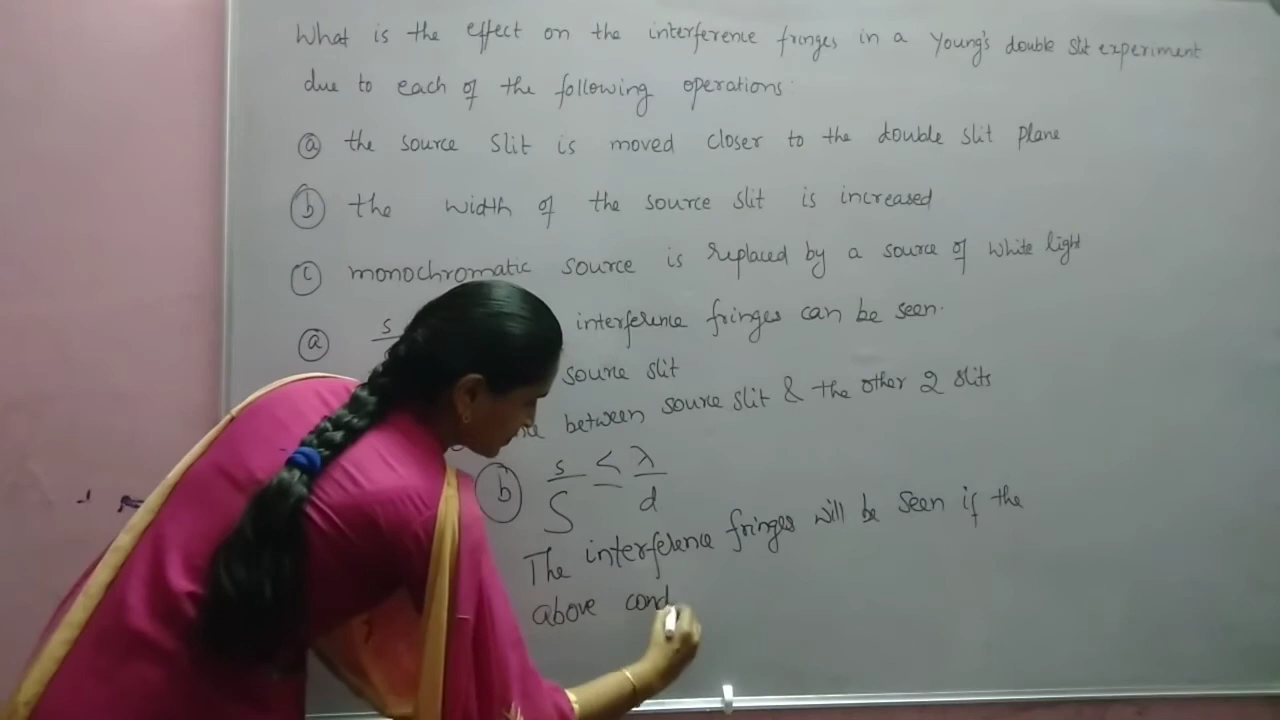 What is the effect on the interference fringes in a Young's double slit experiment
due to each of the following operations
ⓐ the source slit is moved closer to the double slit plane
ⓑ the width of the source slit is increased
ⓒ monochromatic source is replaced by a source of white light
ⓐ s interference fringes can be seen.
source slit
between source slit & the other 2 slits
ⓑ s/S ≤ λ/d
The interference fringes will be seen if the
above cond